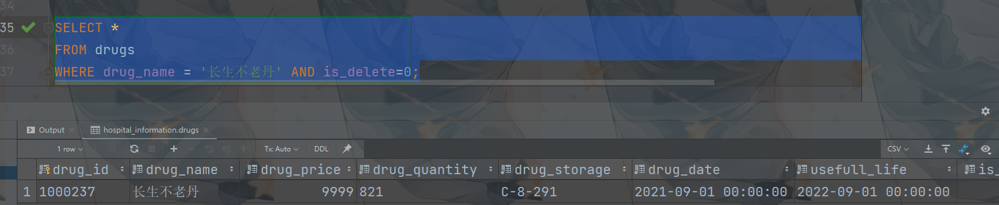 34
35 SELECT *
36 FROM drugs
37 WHERE drug_name = '长生不老丹' AND is_delete=0;
Output × hospital_information.drugs ×
1 row Tx: Auto DDL CSV
drug_id drug_name drug_price drug_quantity drug_storage drug_date usefull_life is_
1 1000237 长生不老丹 9999 821 C-8-291 2021-09-01 00:00:00 2022-09-01 00:00:00